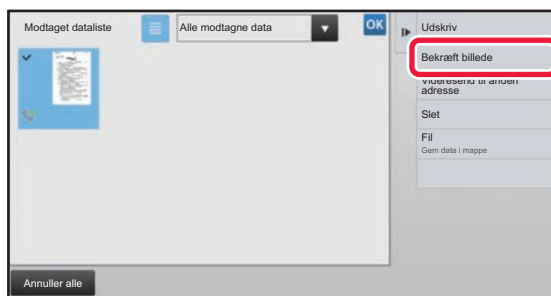 Modtaget dataliste
Alle modtagne data
OK
Udskriv
Bekræft billede
Videresend til anden
adresse
Slet
Fil
Gem data i mappe
Annuller alle